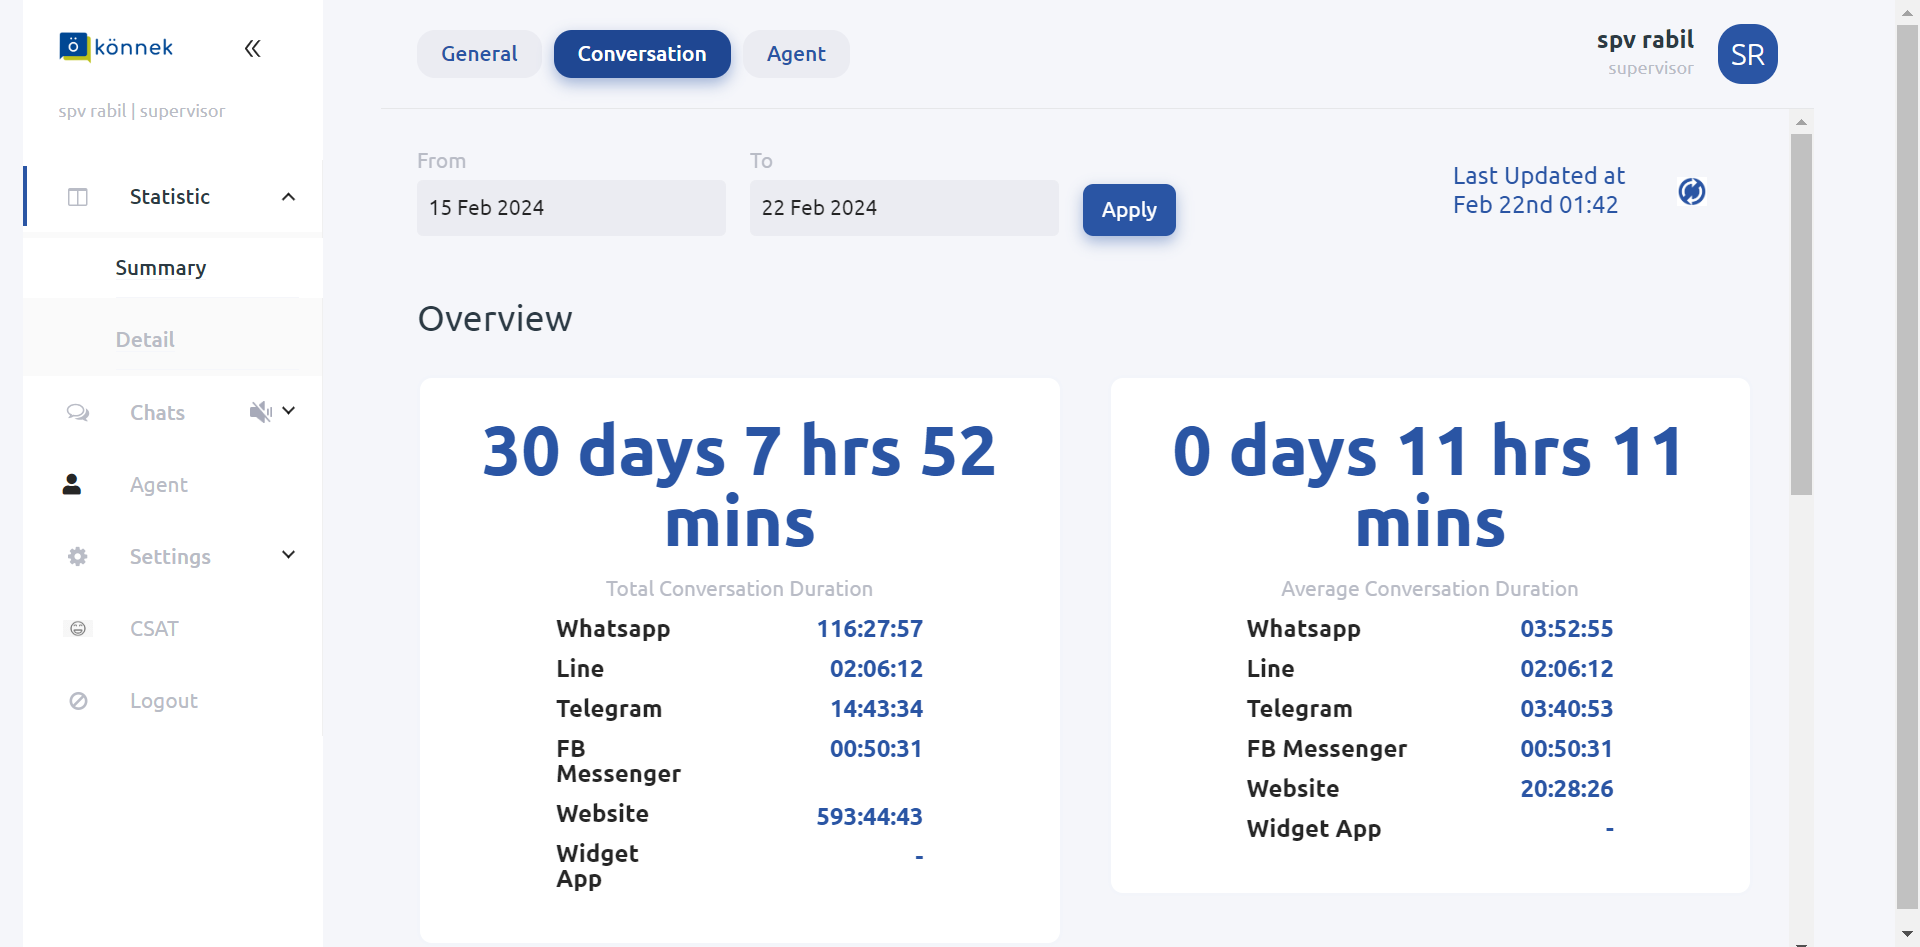 ö könnek
spv rabil | supervisor
Statistic
Summary
Detail
Chats
Agent
Settings
CSAT
Logout
General
Conversation
Agent
spv rabil
supervisor
SR
From
15 Feb 2024
To
22 Feb 2024
Apply
Last Updated at
Feb 22nd 01:42
Overview
30 days 7 hrs 52
mins
Total Conversation Duration
Whatsapp 116:27:57
Line 02:06:12
Telegram 14:43:34
FB 00:50:31
Messenger
Website 593:44:43
Widget -
App
0 days 11 hrs 11
mins
Average Conversation Duration
Whatsapp 03:52:55
Line 02:06:12
Telegram 03:40:53
FB Messenger 00:50:31
Website 20:28:26
Widget App -